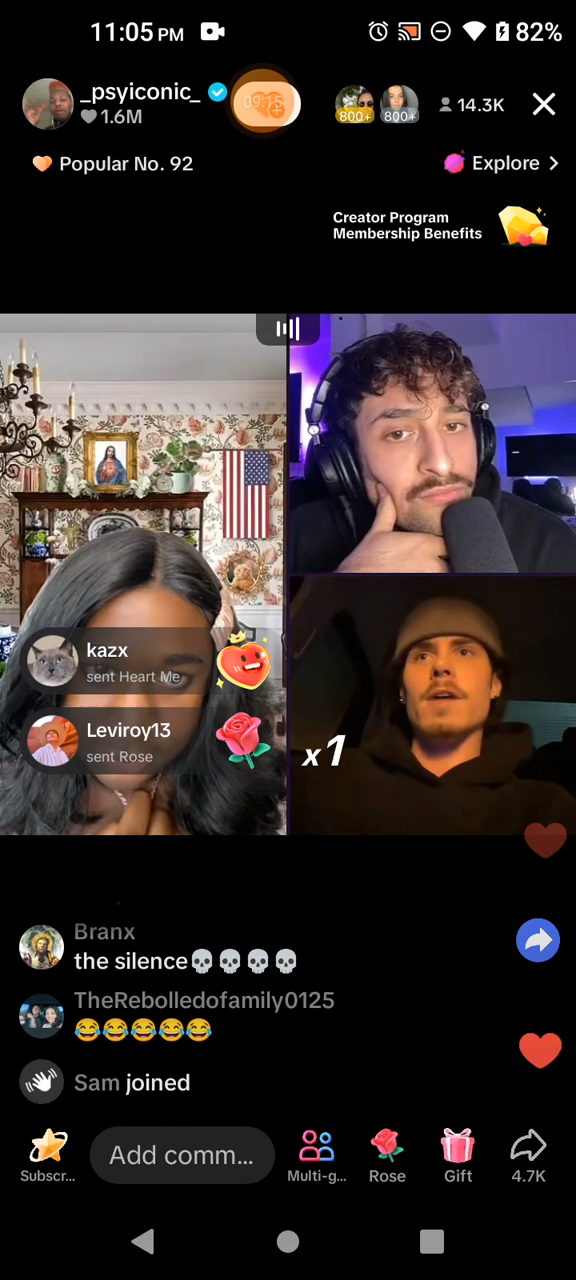 11:05 PM
82%
_psyiconic_
1.6M
09:15
800+
800+
14.3K
Popular No. 92
Explore
Creator Program
Membership Benefits
kazx
sent Heart Me
Leviroy13
sent Rose
x1
Branx
the silence💀💀💀💀
TheRebolledofamily0125
😂😂😂😂😂
Sam joined
Add comm...
Subscr...
Multi-g...
Rose
Gift
4.7K